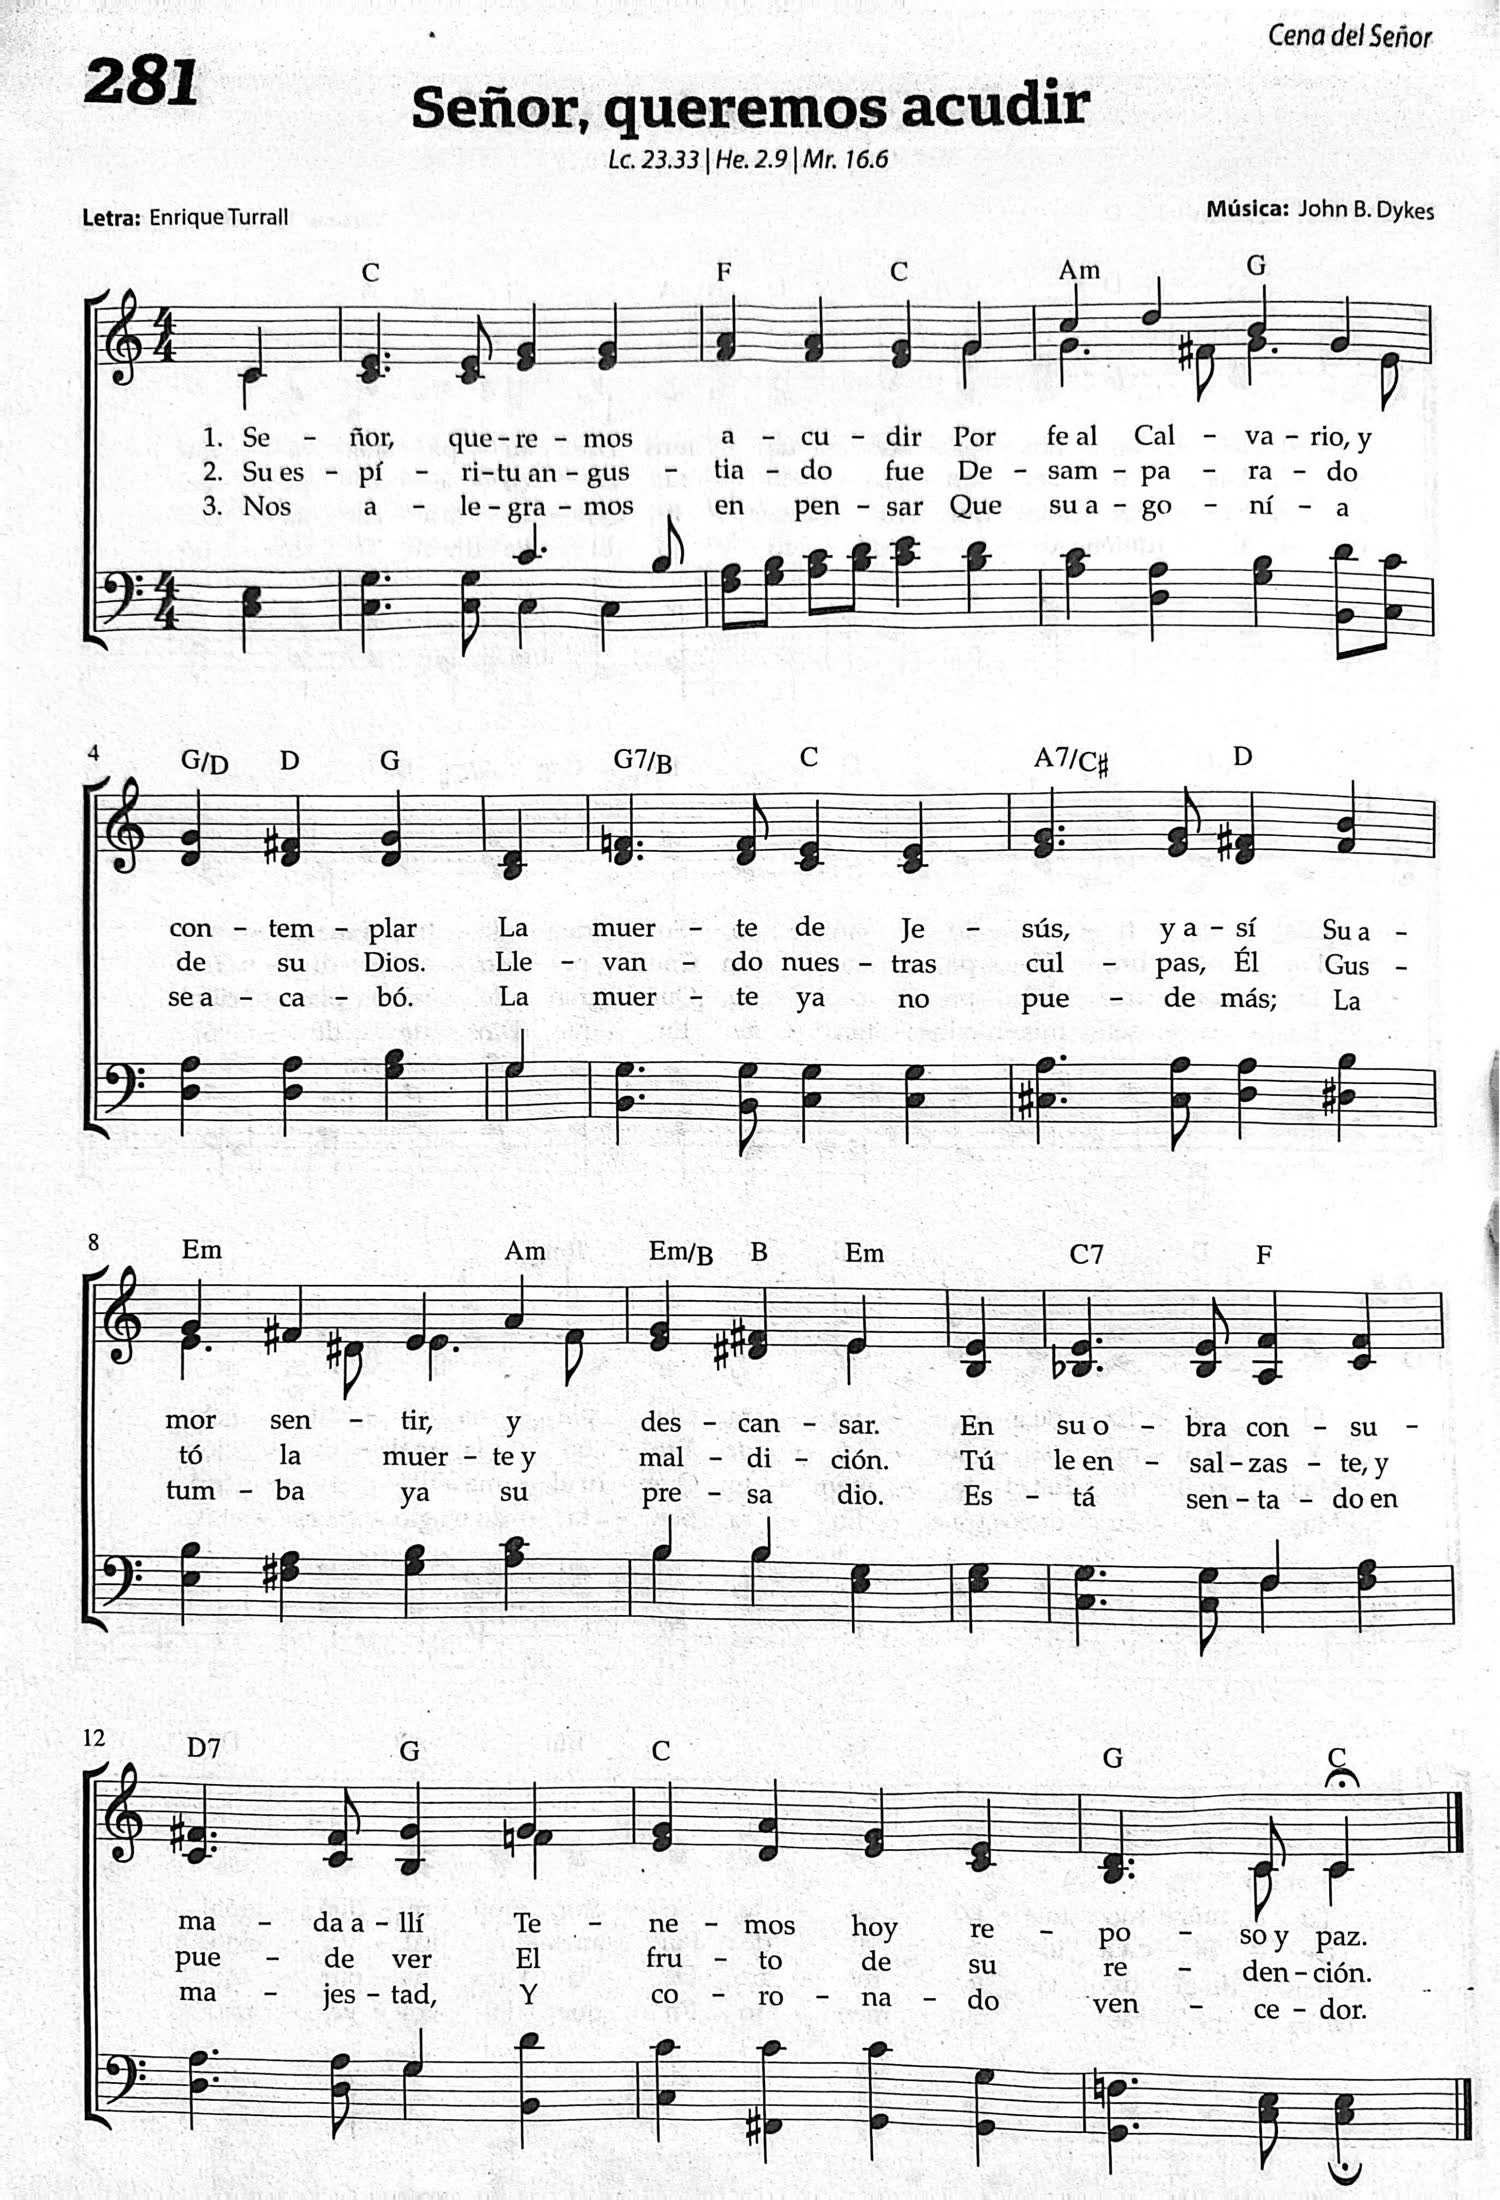 Cena del Señor
281
Señor, queremos acudir
Lc. 23.33 | He. 2.9 | Mr. 16.6
Letra: Enrique Turrall
Música: John B. Dykes
C F C Am G
4 4
1. Se – ñor, que – re – mos a – cu – dir Por fe al Cal – va – rio, y
2. Su es – pí – ri – tu an – gus – tia – do fue De – sam – pa – ra – do
3. Nos a – le – gra – mos en pen – sar Que su a – go – ní – a
4 4
4
G/D D G G7/B C A7/C♯ D
con – tem – plar La muer – te de Je – sús, y a – sí Su a –
de su Dios. Lle – van – do nues – tras cul – pas, Él Gus –
se a – ca – bó. La muer – te ya no pue – de más; La
8
Em Am Em/B B Em C7 F
mor sen – tir, y des – can – sar. En su o – bra con – su –
tó la muer – te y mal – di – ción. Tú le en – sal – zas – te, y
tum – ba ya su pre – sa dio. Es – tá sen – ta – do en
12
D7 G C G C
ma – da a – llí Te – ne – mos hoy re – po – so y paz.
pue – de ver El fru – to de su re – den – ción.
ma – jes – tad, Y co – ro – na – do ven – ce – dor.